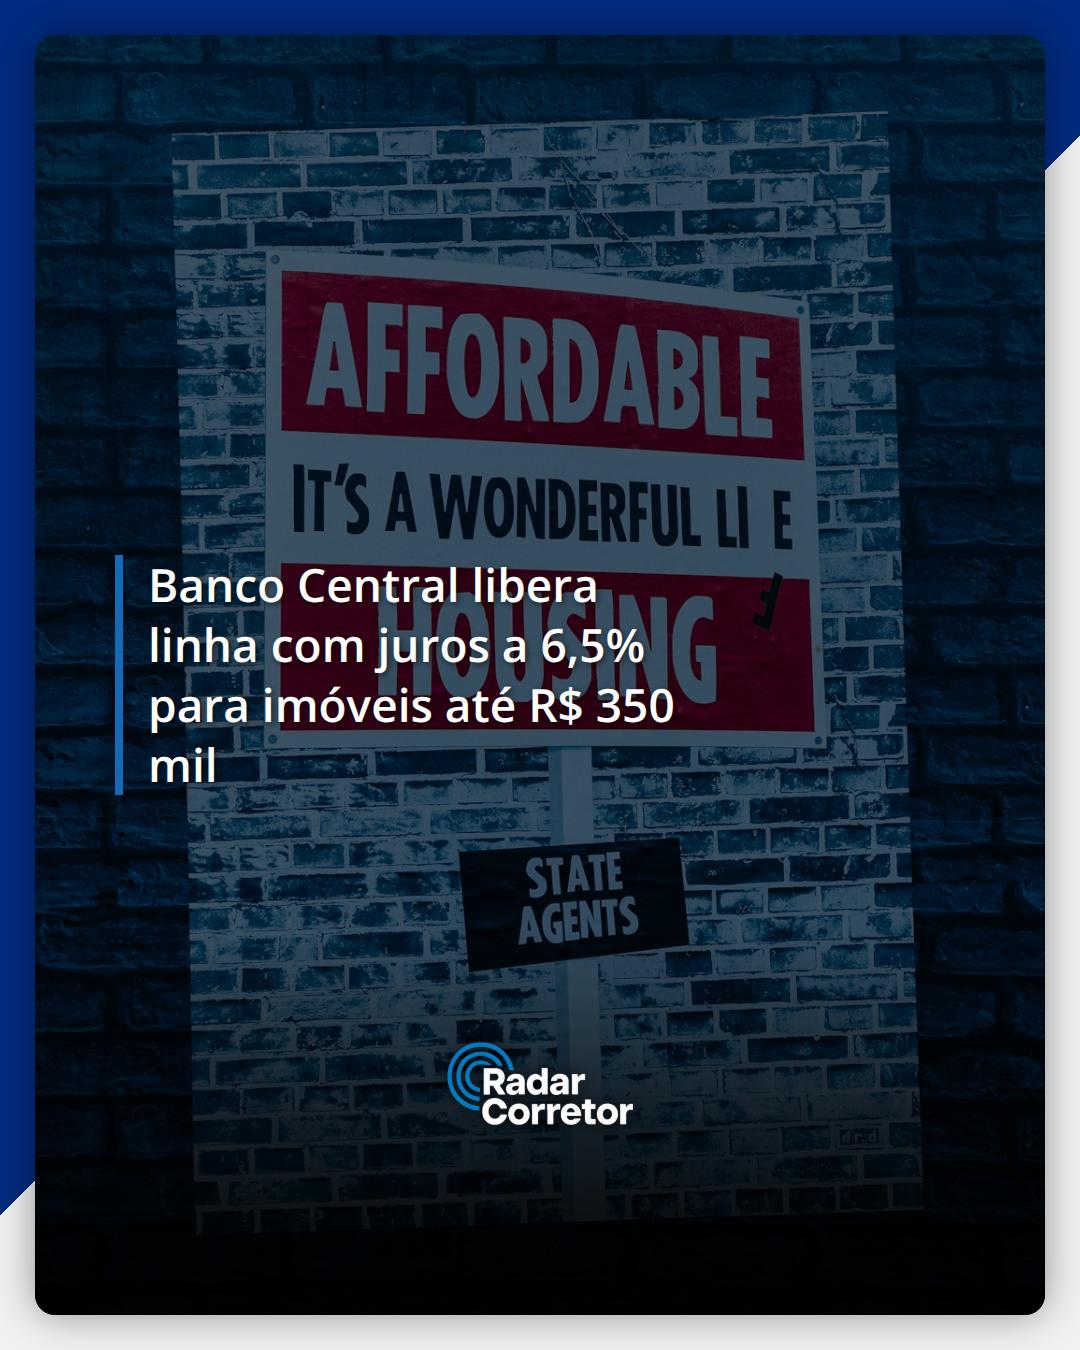 AFFORDABLE
IT'S A WONDERFUL LI E
F
HOUSING
Banco Central libera
linha com juros a 6,5%
para imóveis até R$ 350
mil
STATE
AGENTS
Radar
Corretor